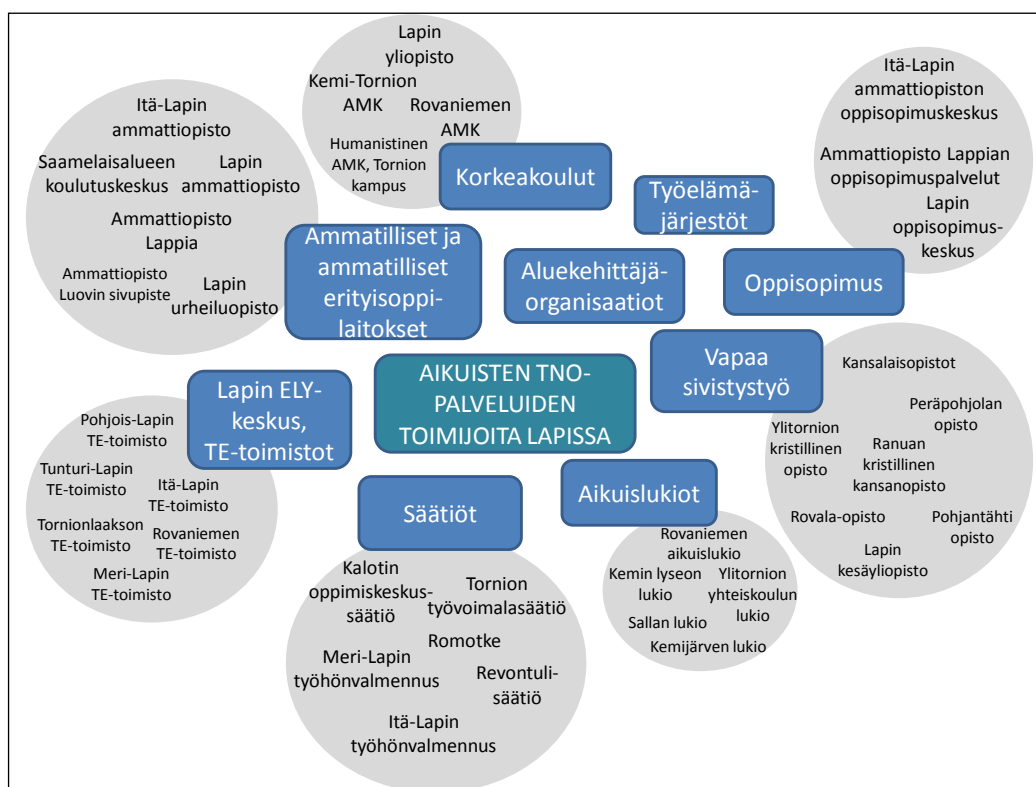 Lapin
yliopisto
Kemi-Tornion
AMK
Rovaniemen
AMK
Humanistinen
AMK, Tornion
kampus
Korkeakoulut
Itä-Lapin
ammattiopisto
Saamelaisalueen
koulutuskeskus
Lapin
ammattiopisto
Ammattiopisto
Lappia
Ammattiopisto
Luovin sivupiste
Lapin
urheiluopisto
Ammatilliset ja
ammatilliset
erityisoppi-
laitokset
Työelämä-
järjestöt
Aluekehittäjä-
organisaatiot
Itä-Lapin
ammattiopiston
oppisopimuskeskus
Ammattiopisto Lappian
oppisopimuspalvelut
Lapin
oppisopimus-
keskus
Oppisopimus
Vapaa
sivistystyö
Kansalaisopistot
Peräpohjolan
opisto
Ylitornion
kristillinen
opisto
Ranuan
kristillinen
kansanopisto
Rovala-opisto
Pohjantähti
opisto
Lapin
kesäyliopisto
AIKUISTEN TNO-
PALVELUIDEN
TOIMIJOITA LAPISSA
Lapin ELY-
keskus,
TE-toimistot
Pohjois-Lapin
TE-toimisto
Tunturi-Lapin
TE-toimisto
Itä-Lapin
TE-toimisto
Tornionlaakson
TE-toimisto
Rovaniemen
TE-toimisto
Meri-Lapin
TE-toimisto
Säätiöt
Kalotin
oppimiskeskus-
säätiö
Tornion
työvoimalasäätiö
Romotke
Meri-Lapin
työhönvalmennus
Revontuli-
säätiö
Itä-Lapin
työhönvalmennus
Aikuislukiot
Rovaniemen
aikuislukio
Kemin lyseon
lukio
Ylitornion
yhteiskoulun
lukio
Sallan lukio
Kemijärven lukio